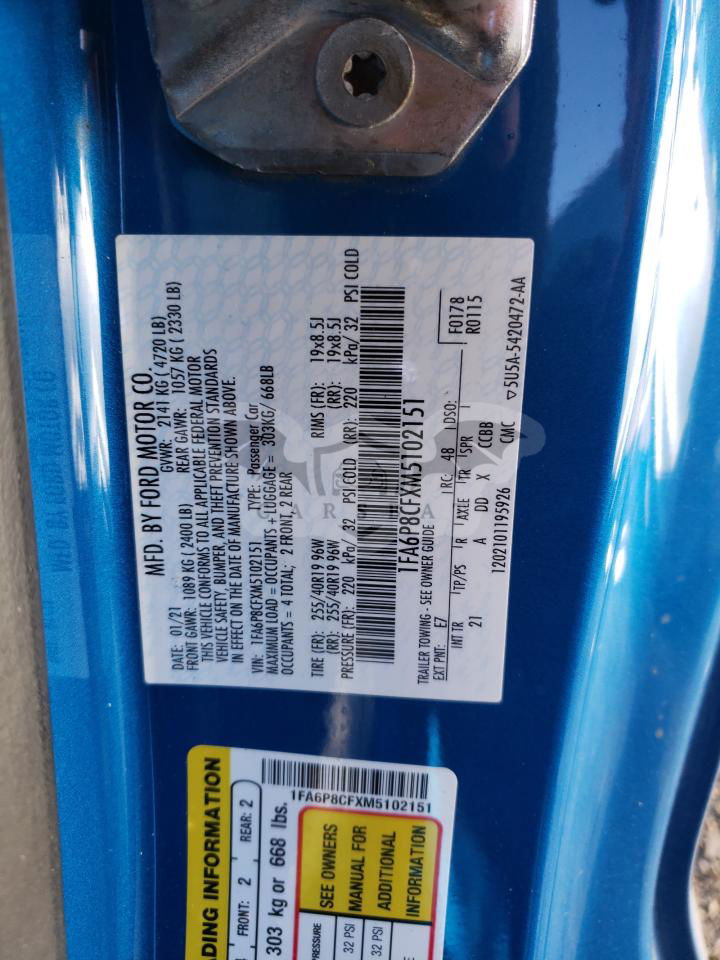 MFD. BY FORD MOTOR CO.
DATE: 01/21 GVWR: 2141 KG ( 4720 LB)
FRONT GAWR: 1089 KG ( 2400 LB) REAR GAWR: 1057 KG ( 2330 LB)
THIS VEHICLE CONFORMS TO ALL APPLICABLE FEDERAL MOTOR
VEHICLE SAFETY, BUMPER, AND THEFT PREVENTION STANDARDS
IN EFFECT ON THE DATE OF MANUFACTURE SHOWN ABOVE.
VIN: 1FA6P8CFXM5102151 TYPE: Passenger Car
MAXIMUM LOAD = OCCUPANTS + LUGGAGE = 303KG/ 668LB
OCCUPANTS = 4 TOTAL; 2 FRONT, 2 REAR
TIRE (FR): 255/40R19 96W RIMS (FR): 19x8.5J
(RR): 255/40R19 96W (RR): 19x8.5J
PRESSURE (FR): 220 kPa/ 32 PSI COLD (RR): 220 kPa/ 32 PSI COLD
1FA6P8CFXM5102151
TRAILER TOWING - SEE OWNER GUIDE
EXT PNT: E7 RC: 48 DSO: F0178
R0115
INT TR TP/PS R AXLE TR SPR
21 A DD X CCBB
1202101195926 CMC 5U5A-5420472-AA
ADING INFORMATION
FRONT: 2 REAR: 2
303 kg or 668 lbs.
1FA6P8CFXM5102151
PRESSURE SEE OWNERS
32 PSI MANUAL FOR
32 PSI ADDITIONAL
INFORMATION